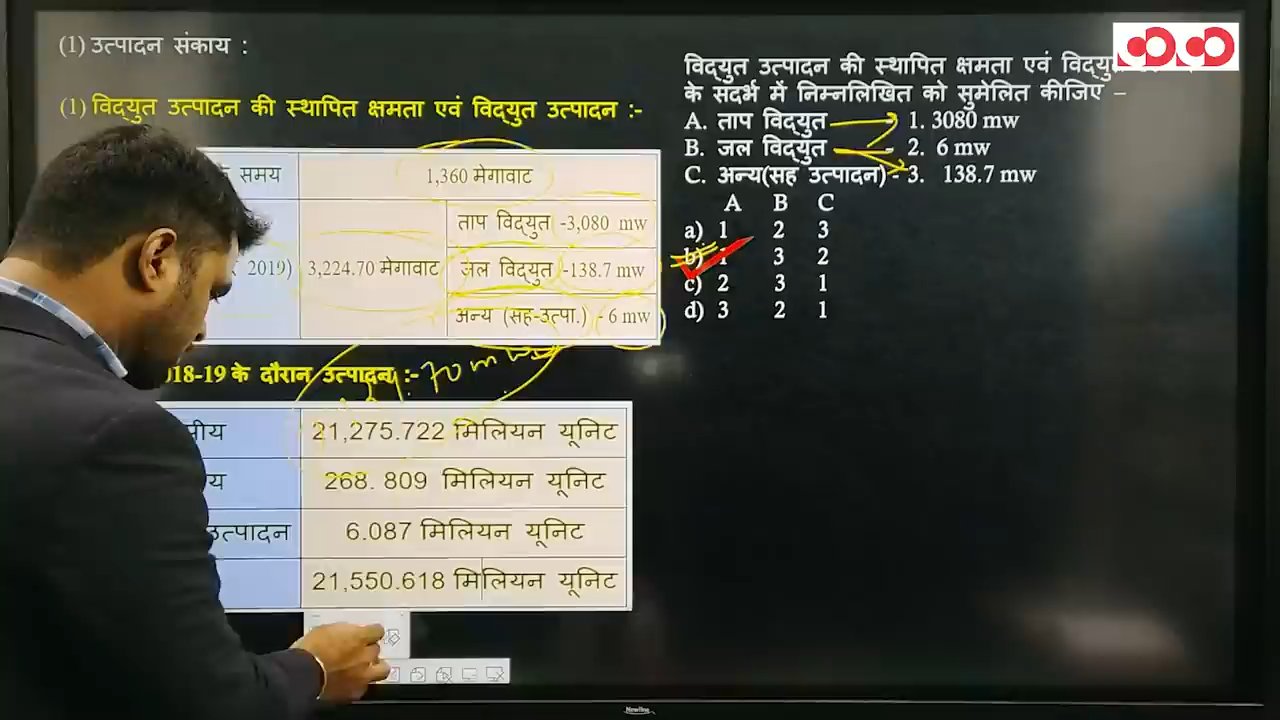 (1) उत्पादन संकाय :
(1) विद्युत उत्पादन की स्थापित क्षमता एवं विद्युत उत्पादन :-
समय
1,360 मेगावाट
2019)
3,224.70 मेगावाट
ताप विद्युत -3,080 mw
जल विद्युत -138.7 mw
अन्य (सह-उत्पा.) - 6 mw
70 mw
018-19 के दौरान उत्पादन :-
21,275.722 मिलियन यूनिट
268. 809 मिलियन यूनिट
उत्पादन
6.087 मिलियन यूनिट
21,550.618 मिलियन यूनिट
विद्युत उत्पादन की स्थापित क्षमता एवं
के संदर्भ में निम्नलिखित को सुमेलित कीजिए –
A. ताप विद्युत - 1. 3080 mw
B. जल विद्युत - 2. 6 mw
C. अन्य(सह उत्पादन) - 3. 138.7 mw
A B C
a) 1 2 3
b) 1 3 2
c) 2 3 1
d) 3 2 1
Newline